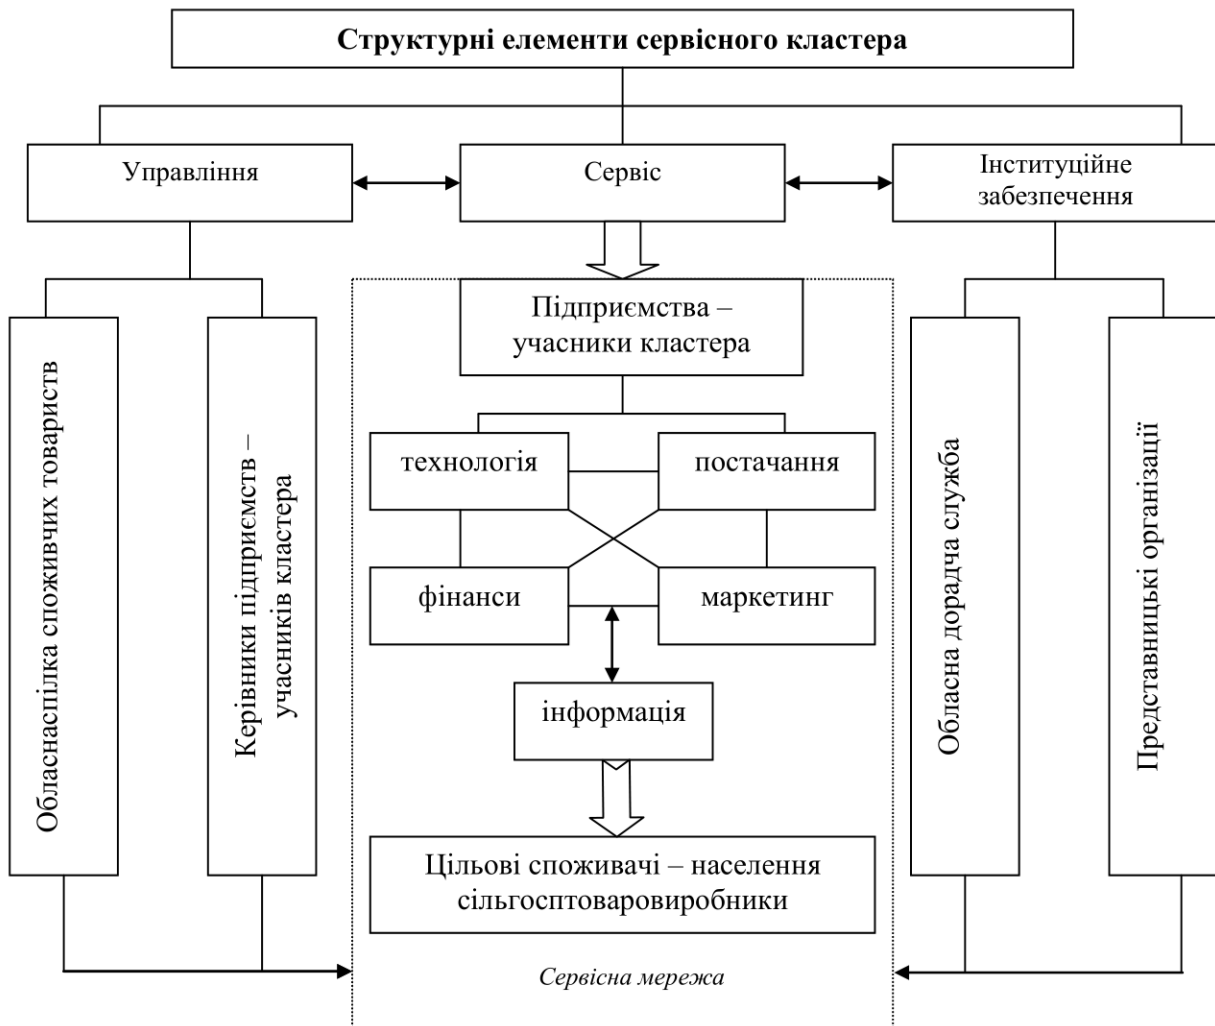 Структурні елементи сервісного кластера
Управління
Сервіс
Інституційне
забезпечення
Підприємства –
учасники кластера
Обласнаспілка споживчих товариств
Керівники підприємств –
учасників кластера
технологія
постачання
фінанси
маркетинг
інформація
Цільові споживачі – населення
сільгосптоваровиробники
Обласна дорадча служба
Представницькі організації
Сервісна мережа